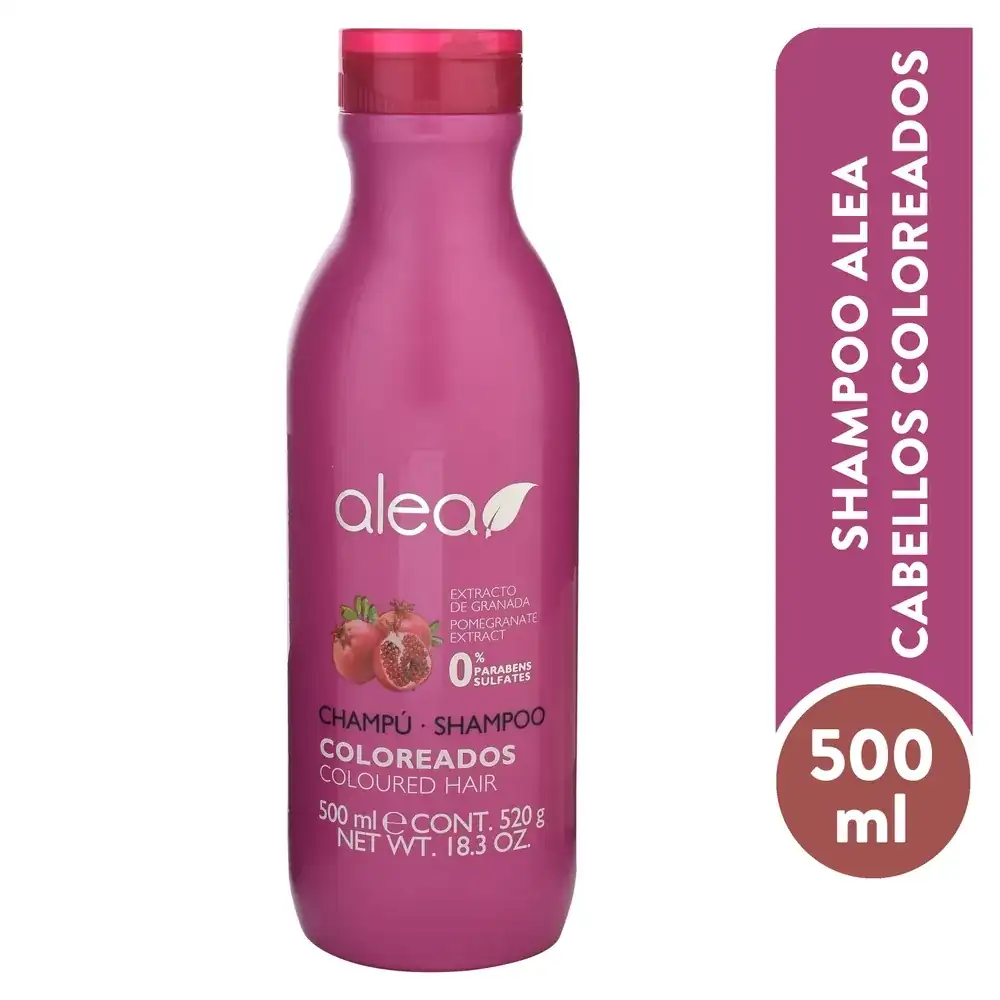 alea
EXTRACTO
DE GRANADA
POMEGRANATE
EXTRACT
0%
PARABENS
SULFATES
CHAMPÚ · SHAMPOO
COLOREADOS
COLOURED HAIR
500 ml ℮ CONT. 520 g
NET WT. 18.3 OZ.
SHAMPOO ALEA
CABELLOS COLOREADOS
500
ml